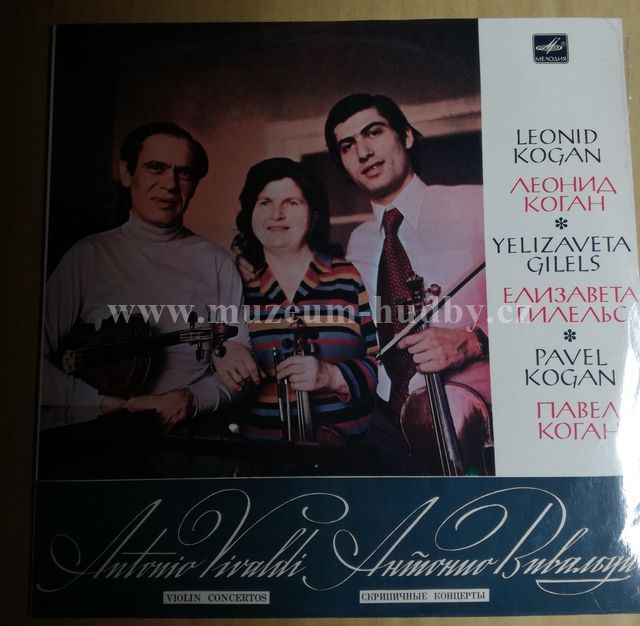 МЕЛОДИЯ
LEONID
KOGAN
ЛЕОНИД
КОГАН
YELIZAVETA
GILELS
ЕЛИЗАВЕТА
ГИЛЕЛЬС
PAVEL
KOGAN
ПАВЕЛ
КОГАН
www.muzeum-hudby.cz
Antonio Vivaldi Антонио Вивальди
VIOLIN CONCERTOS СКРИПИЧНЫЕ КОНЦЕРТЫ